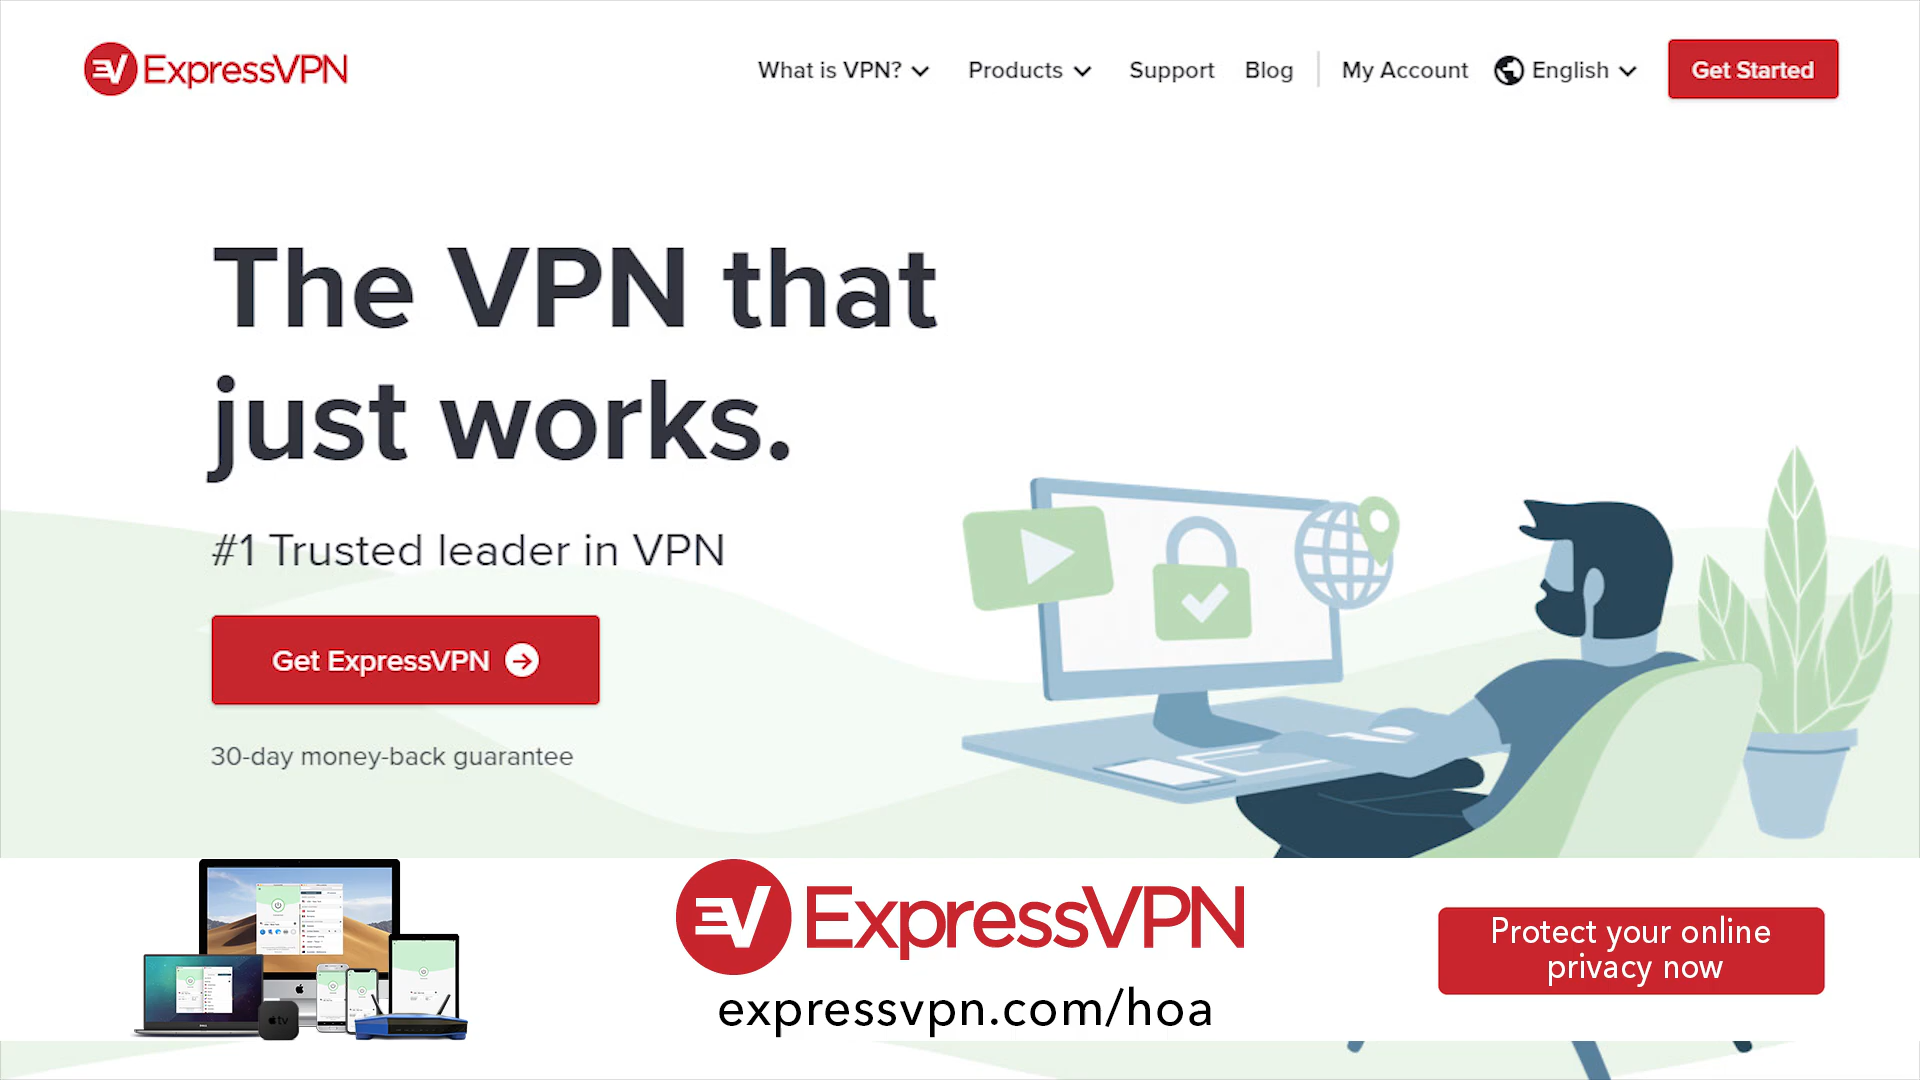 ExpressVPN
What is VPN? Products Support Blog My Account English Get Started
The VPN that
just works.
#1 Trusted leader in VPN
Get ExpressVPN
30-day money-back guarantee
ExpressVPN
expressvpn.com/hoa
Protect your online
privacy now
tv